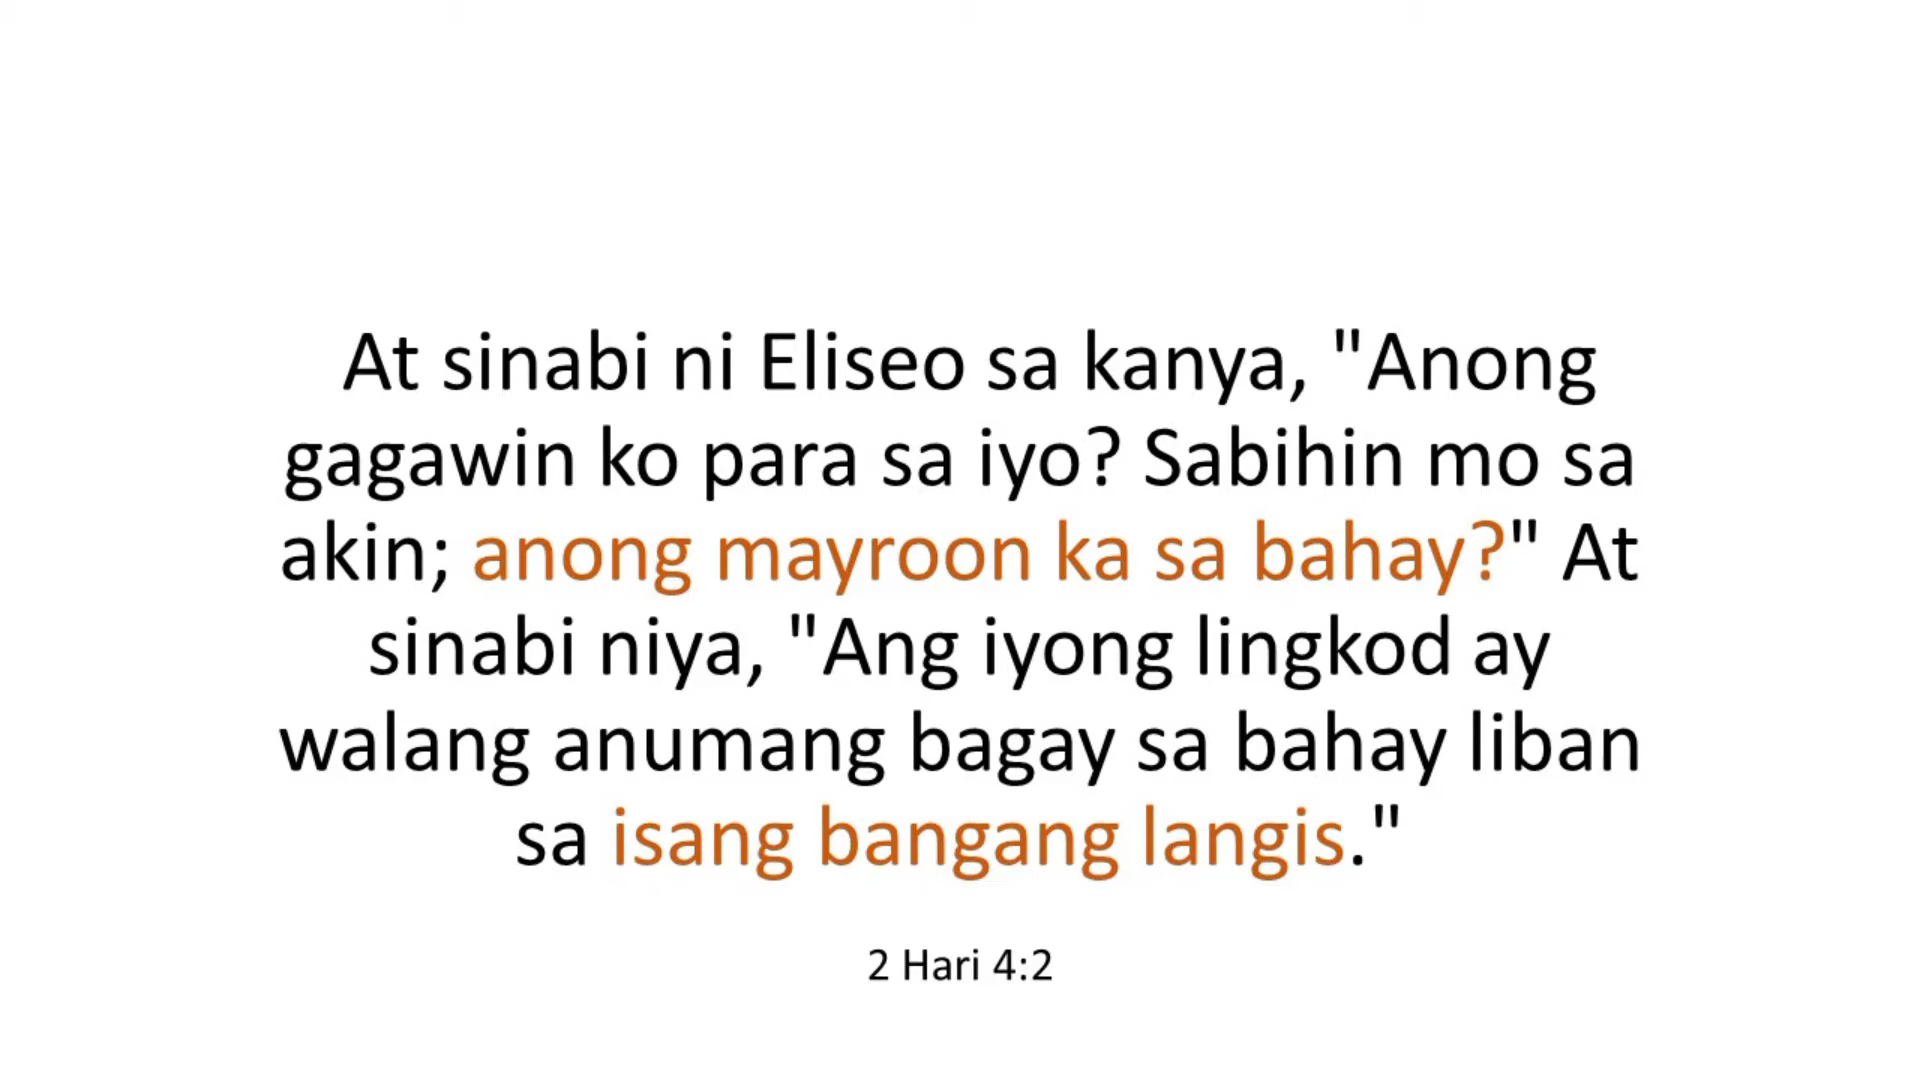 At sinabi ni Eliseo sa kanya, "Anong
gagawin ko para sa iyo? Sabihin mo sa
akin; anong mayroon ka sa bahay?" At
sinabi niya, "Ang iyong lingkod ay
walang anumang bagay sa bahay liban
sa isang bangang langis."
2 Hari 4:2